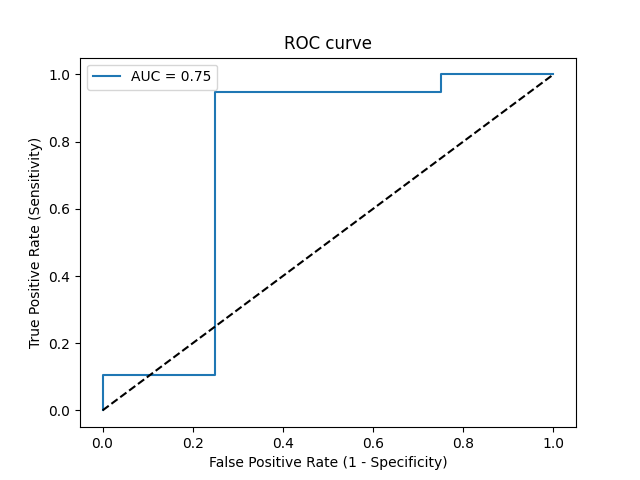 ROC curve
AUC = 0.75
True Positive Rate (Sensitivity)
1.0
0.8
0.6
0.4
0.2
0.0
0.0 0.2 0.4 0.6 0.8 1.0
False Positive Rate (1 - Specificity)